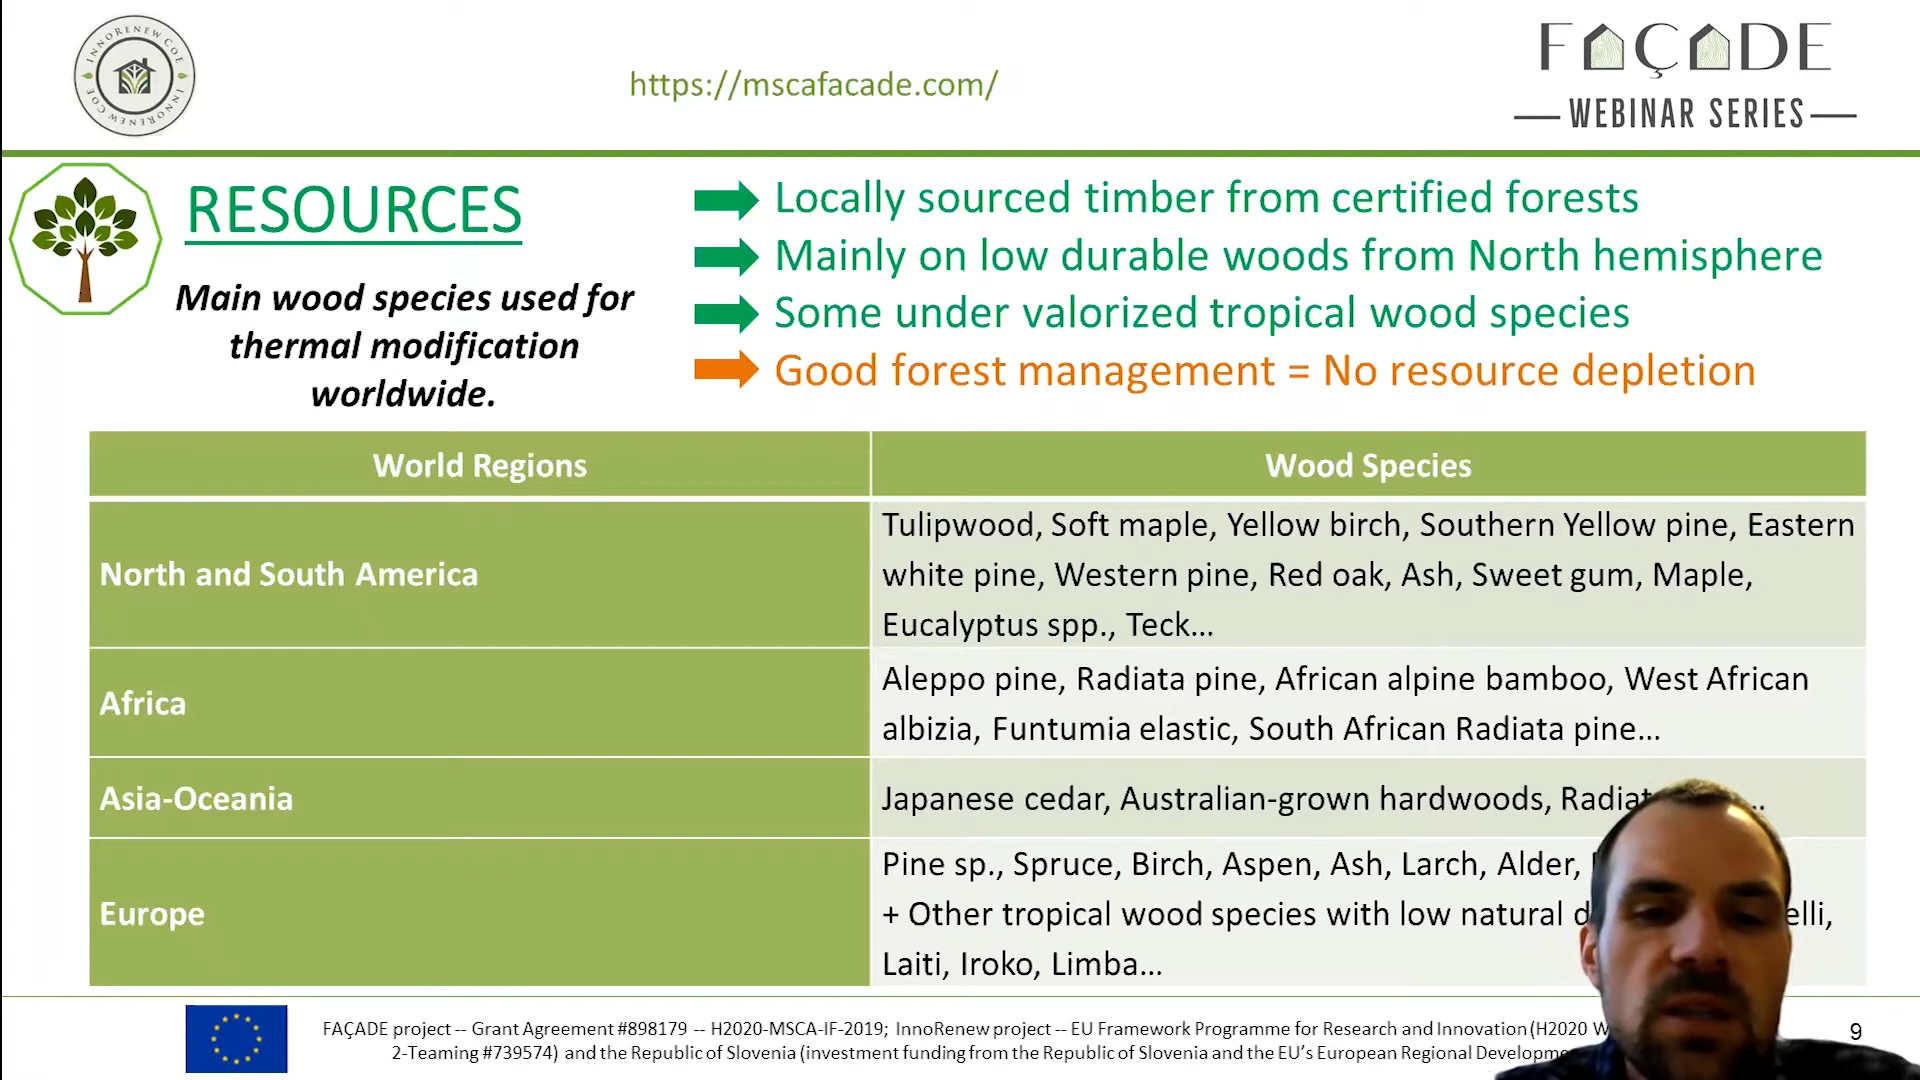 INNORENEW COE
INNORENEW COE
https://mscafacade.com/
FAÇADE
WEBINAR SERIES
RESOURCES
Main wood species used for
thermal modification
worldwide.
Locally sourced timber from certified forests
Mainly on low durable woods from North hemisphere
Some under valorized tropical wood species
Good forest management = No resource depletion
World Regions
Wood Species
North and South America
Tulipwood, Soft maple, Yellow birch, Southern Yellow pine, Eastern
white pine, Western pine, Red oak, Ash, Sweet gum, Maple,
Eucalyptus spp., Teck...
Africa
Aleppo pine, Radiata pine, African alpine bamboo, West African
albizia, Funtumia elastic, South African Radiata pine...
Asia-Oceania
Japanese cedar, Australian-grown hardwoods,
Europe
Pine sp., Spruce, Birch, Aspen, Ash, Larch, Alder,
+ Other tropical wood species with low natural
Laiti, Iroko, Limba...
FAÇADE project -- Grant Agreement #898179 -- H2020-MSCA-IF-2019; InnoRenew project -- EU Framework Programme for Research and Innovation (H2020
2-Teaming #739574) and the Republic of Slovenia (investment funding from the Republic of Slovenia and the EU's European Regional
9